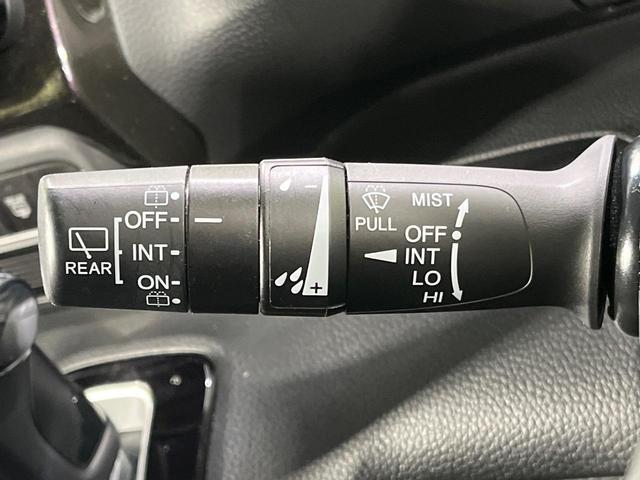 OFF
INT
ON
REAR
-
+
PULL
MIST
OFF
INT
LO
HI